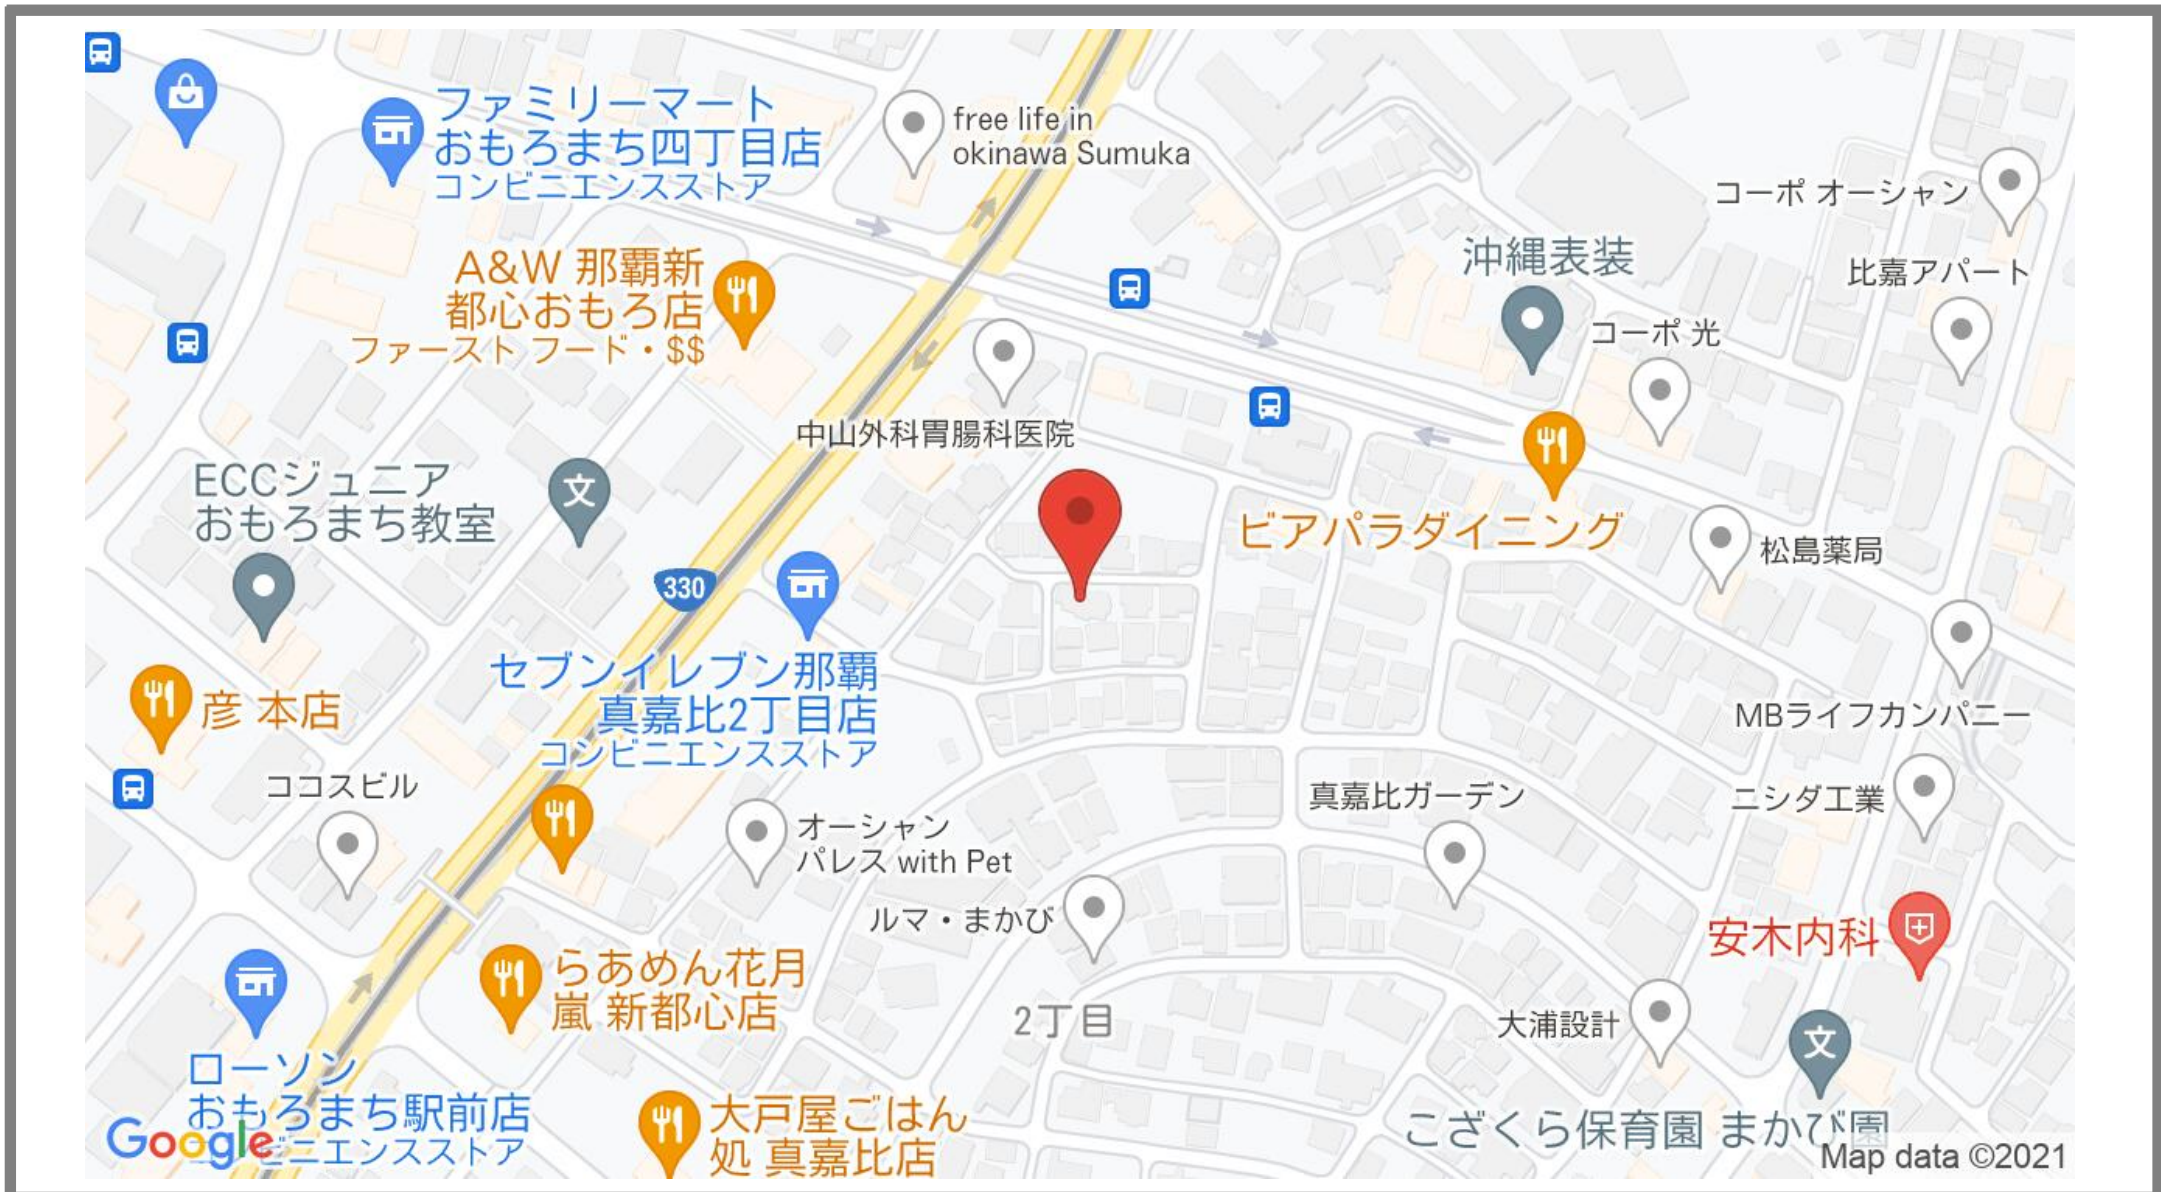 ファミリーマート
おもろまち四丁目店
コンビニエンスストア
free life in
okinawa Sumuka
コーポ オーシャン
沖縄表装
比嘉アパート
A&W 那覇新
都心おもろ店
ファースト フード・$$
コーポ 光
中山外科胃腸科医院
ECCジュニア
おもろまち教室
文
ビアパラダイニング
松島薬局
330
セブンイレブン那覇
真嘉比2丁目店
コンビニエンスストア
彦 本店
MBライフカンパニー
ココスビル
真嘉比ガーデン
ニシダ工業
オーシャン
パレス with Pet
ルマ・まかび
安木内科
らあめん花月
嵐 新都心店
2丁目
大浦設計
文
ローソン
おもろまち駅前店
コンビニエンスストア
大戸屋ごはん
処 真嘉比店
こざくら保育園 まかび園
Google
Map data ©2021